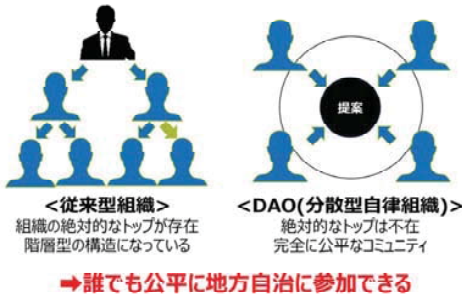 提案
<従来型組織>
組織の絶対的なトップが存在
階層型の構造になっている
<DAO(分散型自律組織)>
絶対的なトップは不在
完全に公平なコミュニティ
➡誰でも公平に地方自治に参加できる